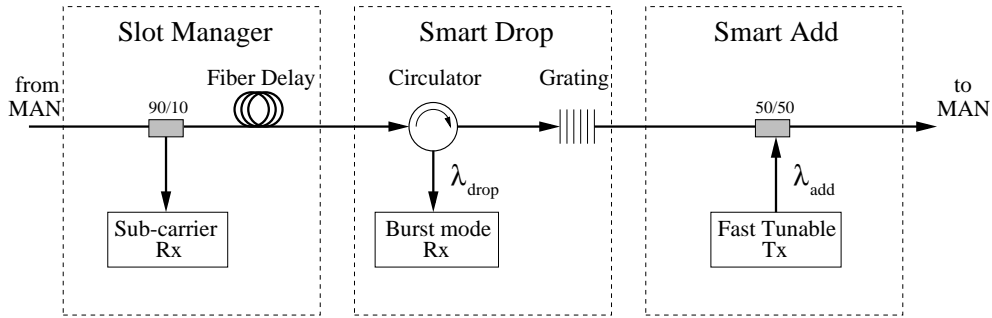 Slot Manager
Smart Drop
Smart Add
Fiber Delay
Circulator
Grating
from
MAN
90/10
50/50
to
MAN
λdrop
λadd
Sub-carrier
Rx
Burst mode
Rx
Fast Tunable
Tx